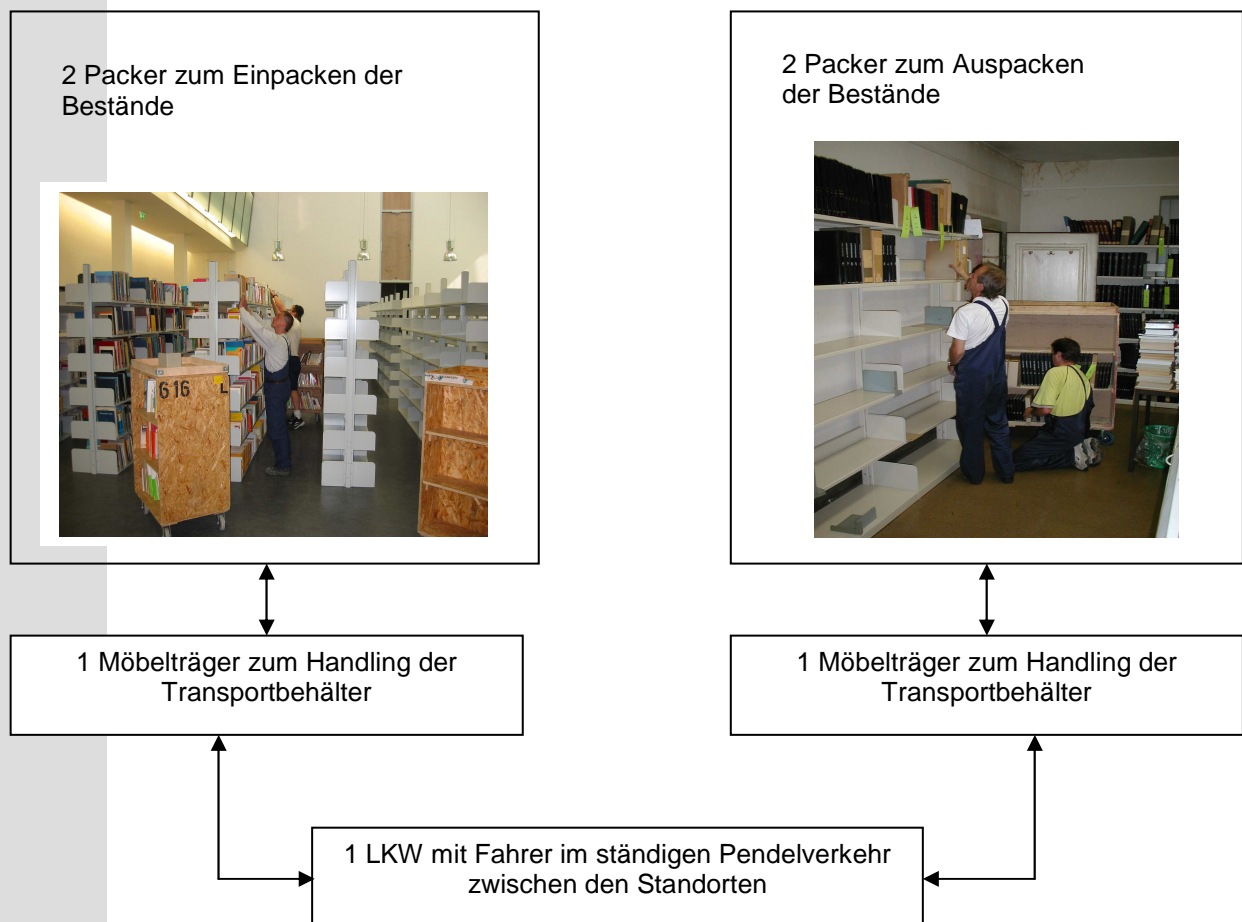 2 Packer zum Einpacken der
Bestände
2 Packer zum Auspacken
der Bestände
616 L
1 Möbelträger zum Handling der
Transportbehälter
1 Möbelträger zum Handling der
Transportbehälter
1 LKW mit Fahrer im ständigen Pendelverkehr
zwischen den Standorten